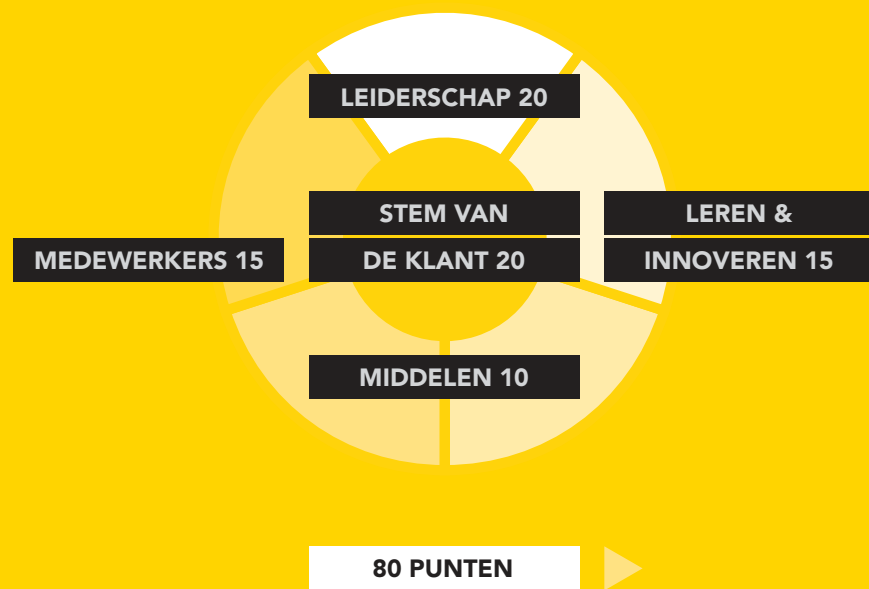 LEIDERSCHAP 20
STEM VAN
DE KLANT 20
LEREN &
INNOVEREN 15
MEDEWERKERS 15
MIDDELEN 10
80 PUNTEN